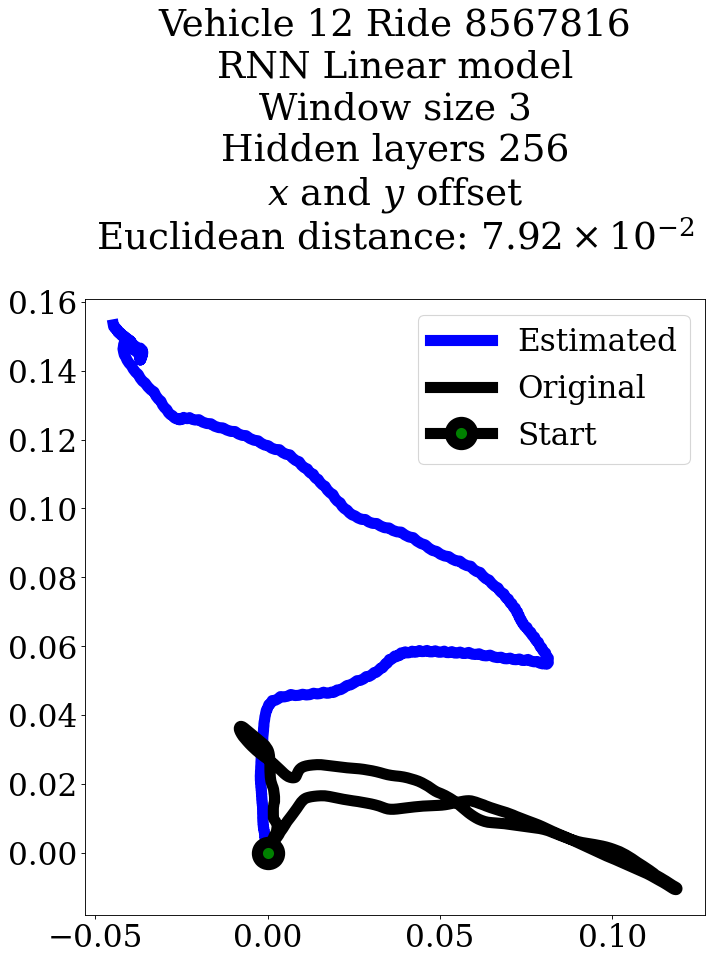 Vehicle 12 Ride 8567816
RNN Linear model
Window size 3
Hidden layers 256
x and y offset
Euclidean distance: 7.92 × 10⁻²
0.16
0.14
0.12
0.10
0.08
0.06
0.04
0.02
0.00
Estimated
Original
Start
−0.05 0.00 0.05 0.10